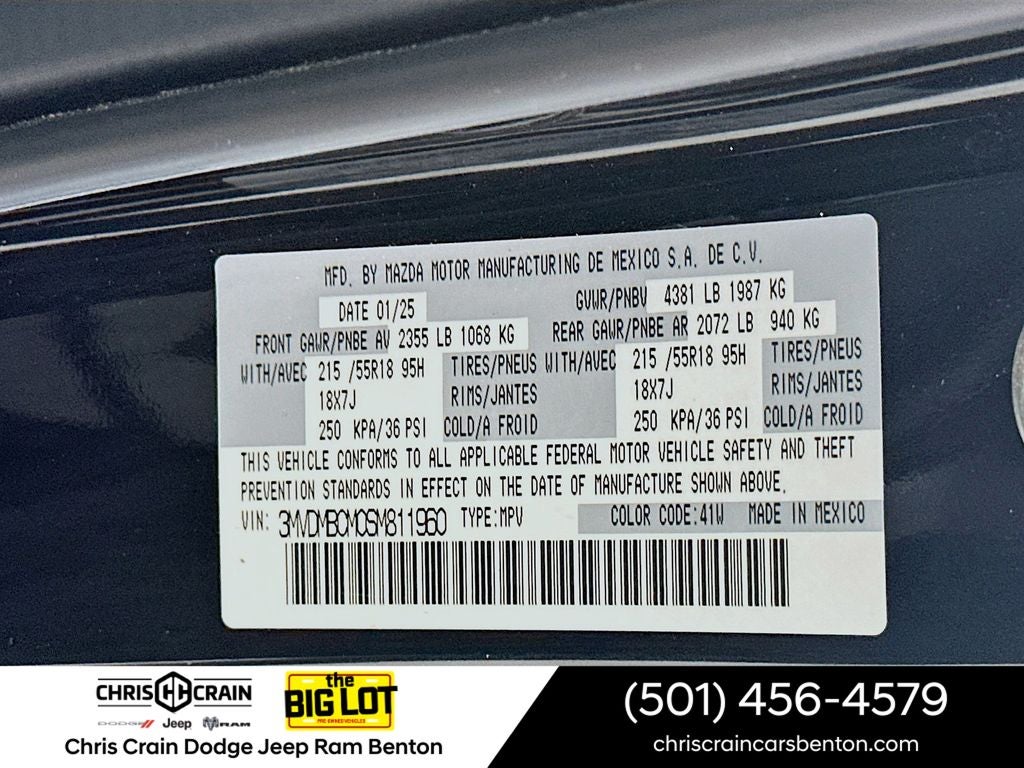 MFD. BY MAZDA MOTOR MANUFACTURING DE MEXICO S.A. DE C.V.
DATE 01/25 GVWR/PNBV 4381 LB 1987 KG
FRONT GAWR/PNBE AV 2355 LB 1068 KG REAR GAWR/PNBE AR 2072 LB 940 KG
WITH/AVEC 215 /55R18 95H TIRES/PNEUS WITH/AVEC 215 /55R18 95H TIRES/PNEUS
18X7J RIMS/JANTES 18X7J RIMS/JANTES
250 KPA/36 PSI COLD/A FROID 250 KPA/36 PSI COLD/A FROID
THIS VEHICLE CONFORMS TO ALL APPLICABLE FEDERAL MOTOR VEHICLE SAFETY AND THEFT
PREVENTION STANDARDS IN EFFECT ON THE DATE OF MANUFACTURE SHOWN ABOVE.
VIN: 3MVDMBCM0SM811960 TYPE:MPV COLOR CODE:41W MADE IN MEXICO
CHRIS CRAIN
DODGE Jeep RAM
the
BIG LOT
PRE-OWNED VEHICLES
Chris Crain Dodge Jeep Ram Benton
(501) 456-4579
chriscraincarsbenton.com